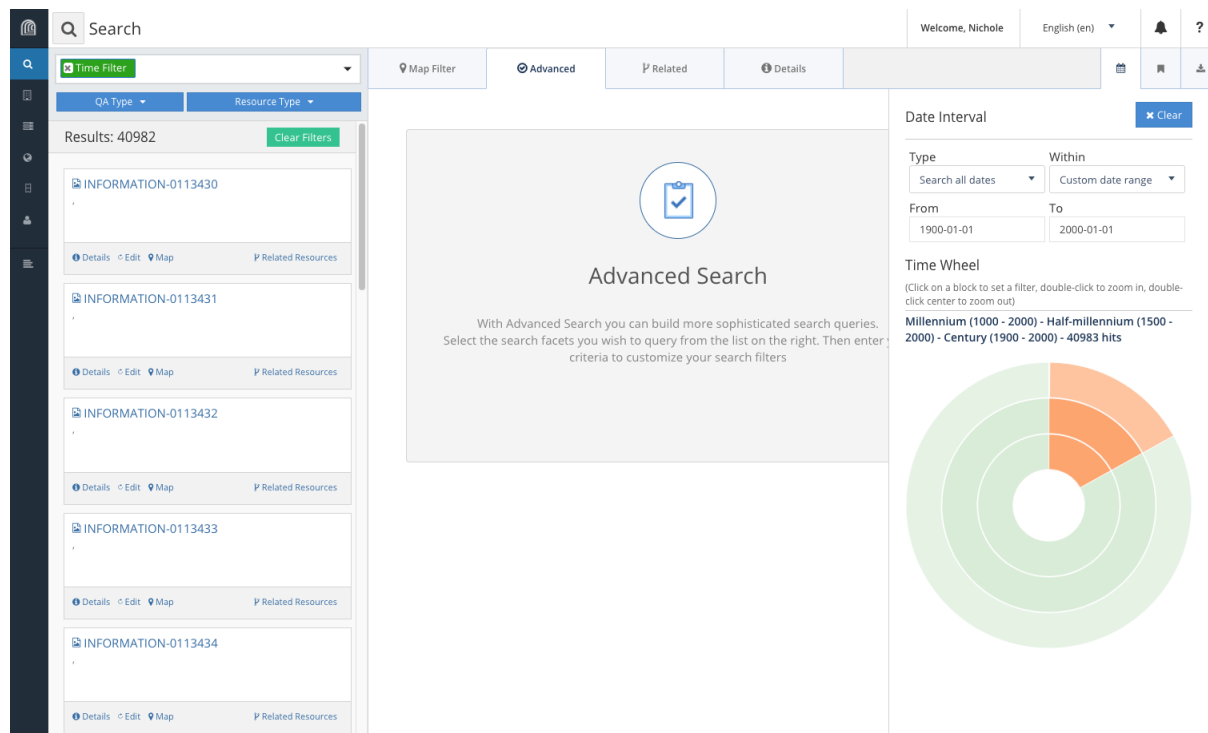 Search
Welcome, Nichole
English (en)
?
Time Filter
Map Filter
Advanced
Related
Details
QA Type
Resource Type
Results: 40982
Clear Filters
INFORMATION-0113430
,
Details Edit Map Related Resources
INFORMATION-0113431
,
Details Edit Map Related Resources
INFORMATION-0113432
,
Details Edit Map Related Resources
INFORMATION-0113433
,
Details Edit Map Related Resources
INFORMATION-0113434
,
Details Edit Map Related Resources
Advanced Search
With Advanced Search you can build more sophisticated search queries.
Select the search facets you wish to query from the list on the right. Then enter
criteria to customize your search filters
Date Interval
Clear
Type Within
Search all dates Custom date range
From To
1900-01-01 2000-01-01
Time Wheel
(Click on a block to set a filter, double-click to zoom in, double-
click center to zoom out)
Millennium (1000 - 2000) - Half-millennium (1500 -
2000) - Century (1900 - 2000) - 40983 hits